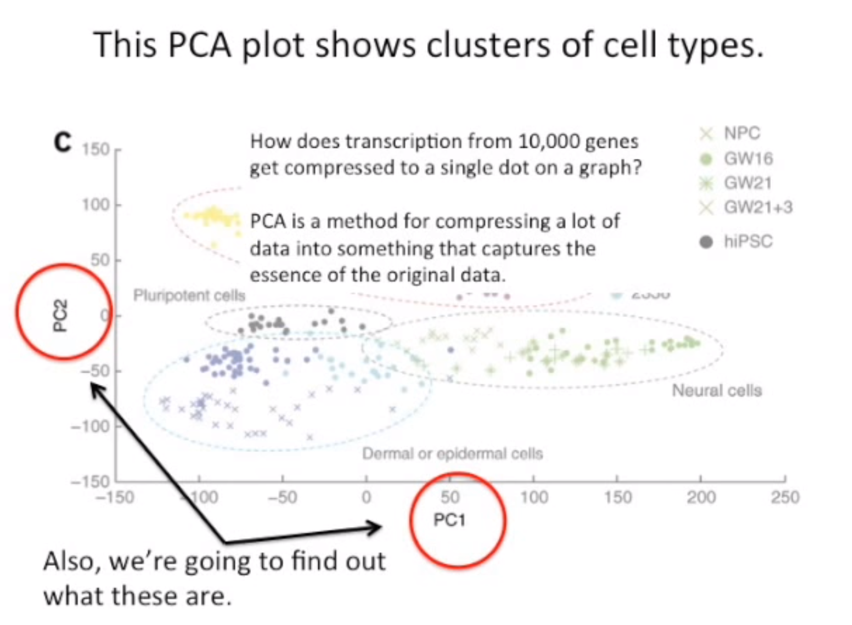 This PCA plot shows clusters of cell types.
C
150
100
50
0
−50
−100
−150
PC2
How does transcription from 10,000 genes
get compressed to a single dot on a graph?
PCA is a method for compressing a lot of
data into something that captures the
essence of the original data.
NPC
GW16
GW21
GW21+3
hiPSC
Pluripotent cells
Neural cells
Dermal or epidermal cells
−150 −100 −50 0 50 100 150 200 250
PC1
Also, we're going to find out
what these are.